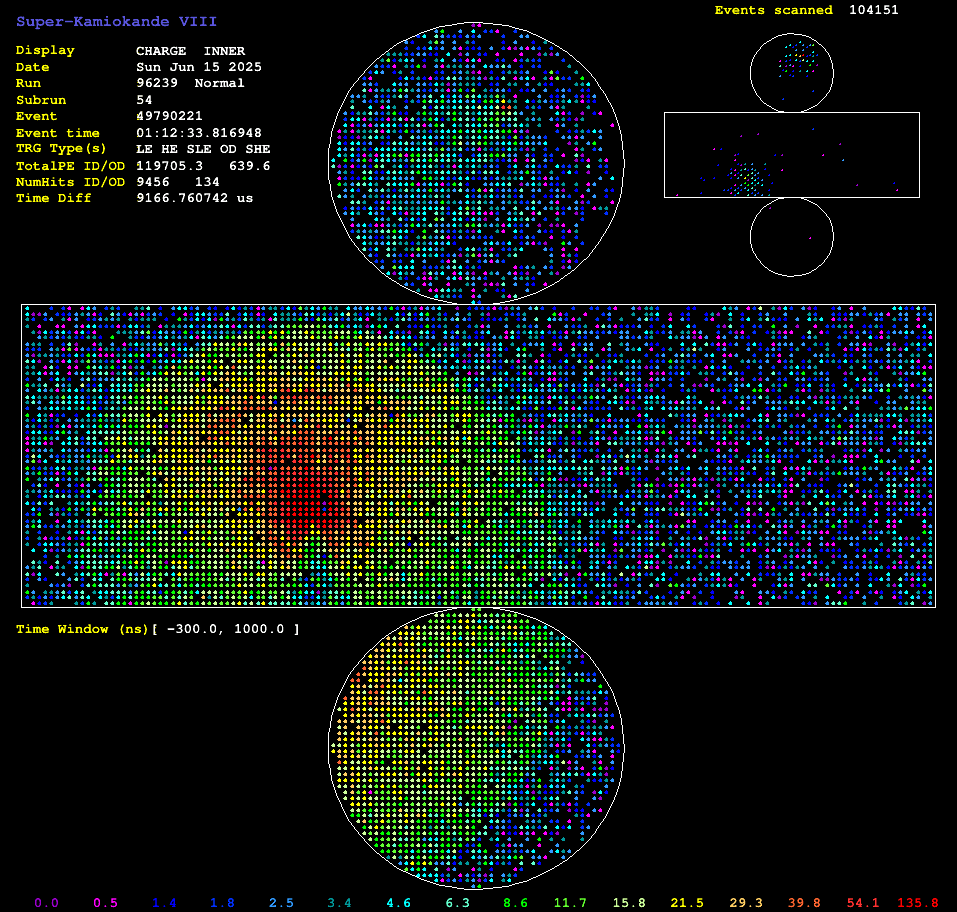 Super-Kamiokande VIII
Events scanned 104151
Display CHARGE INNER
Date Sun Jun 15 2025
Run 96239 Normal
Subrun 54
Event 49790221
Event time 01:12:33.816948
TRG Type(s) LE HE SLE OD SHE
TotalPE ID/OD 119705.3 639.6
NumHits ID/OD 9456 134
Time Diff 9166.760742 us
Time Window (ns)[ -300.0, 1000.0 ]
0.0 0.5 1.4 1.8 2.5 3.4 4.6 6.3 8.6 11.7 15.8 21.5 29.3 39.8 54.1 135.8